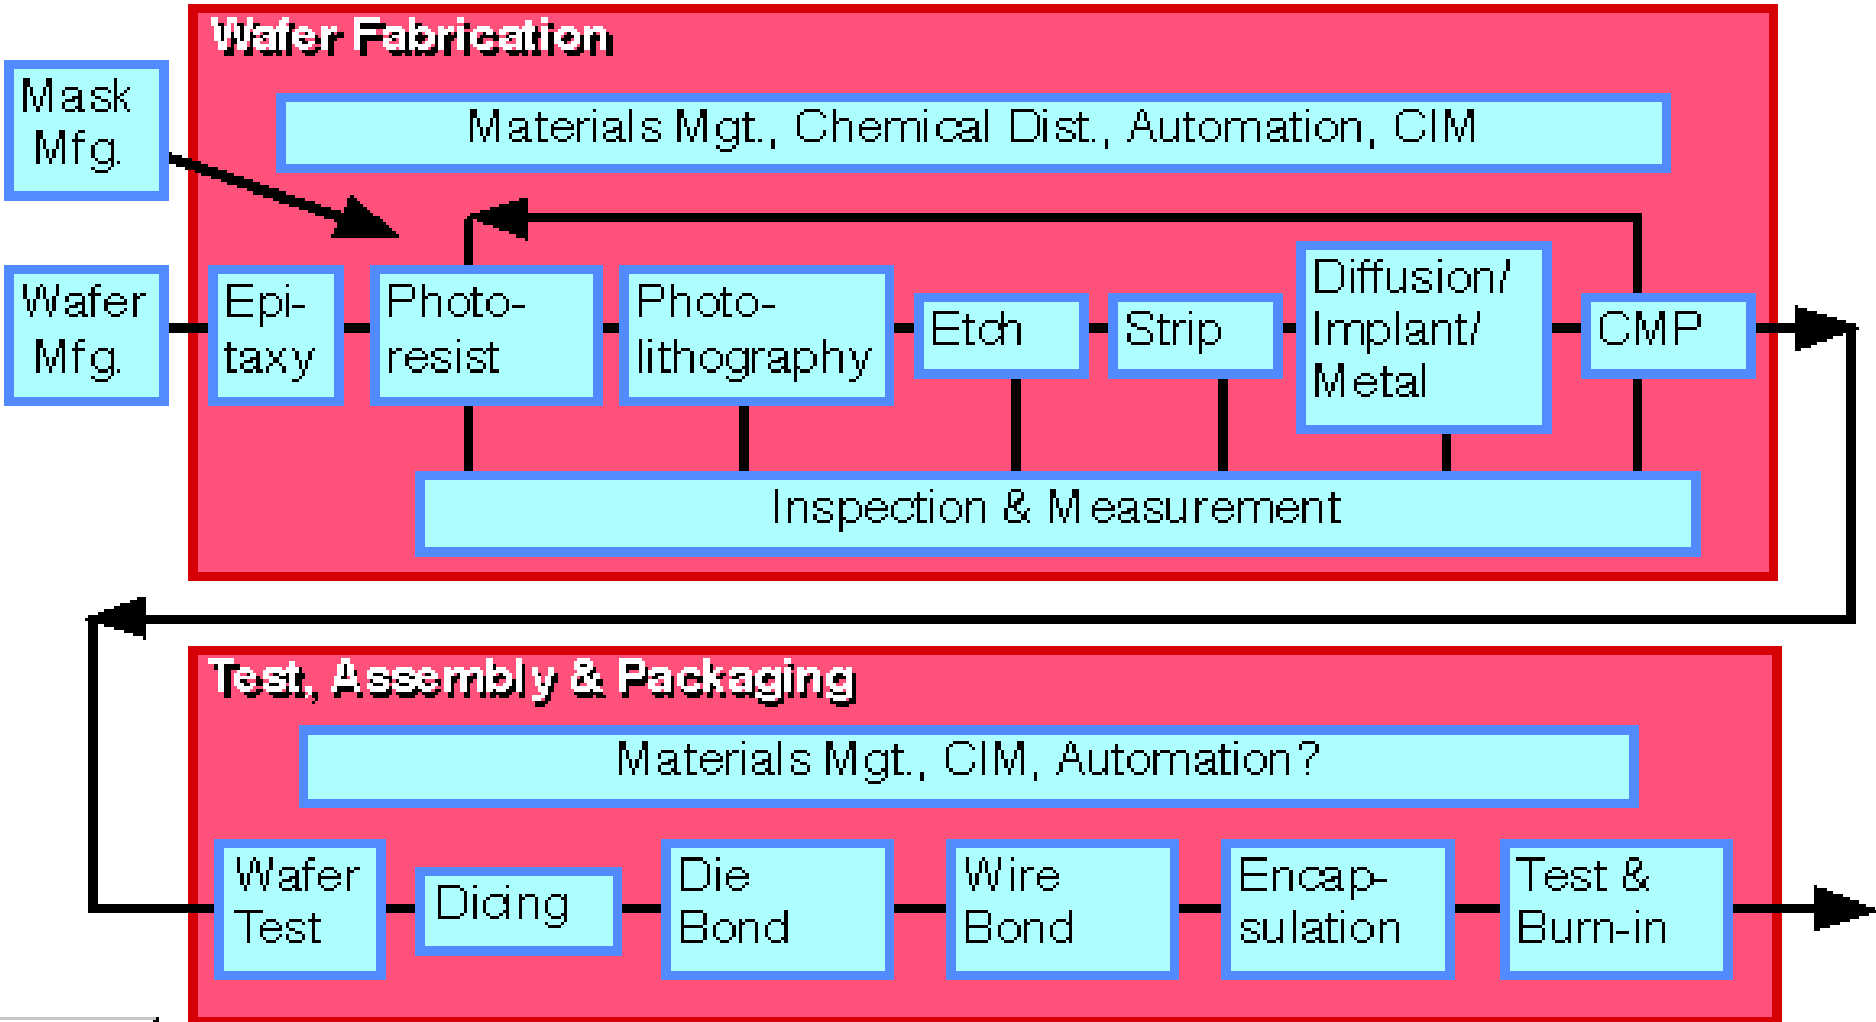 Wafer Fabrication
Mask
Mfg.
Materials Mgt., Chemical Dist., Automation, CIM
Wafer
Mfg.
Epi-
taxy
Photo-
resist
Photo-
lithography
Etch
Strip
Diffusion/
Implant/
Metal
CMP
Inspection & Measurement
Test, Assembly & Packaging
Materials Mgt., CIM, Automation?
Wafer
Test
Dicing
Die
Bond
Wire
Bond
Encap-
sulation
Test &
Burn-in